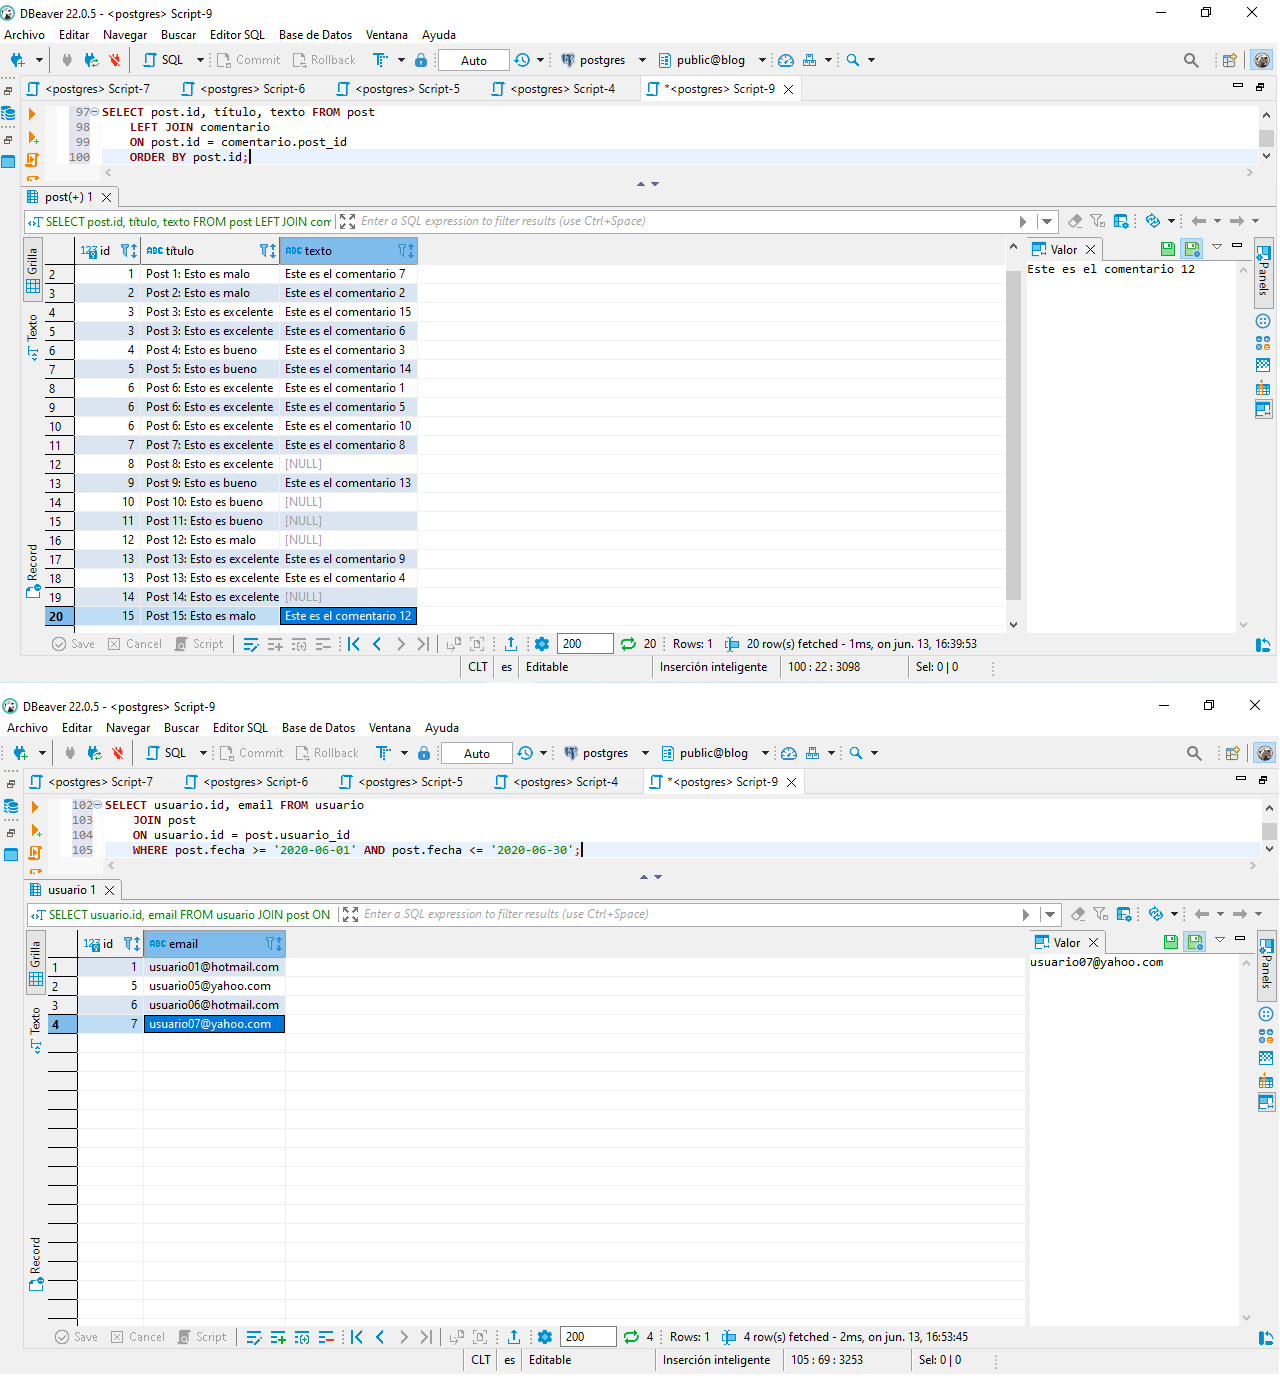 DBeaver 22.0.5 - <postgres> Script-9
Archivo Editar Navegar Buscar Editor SQL Base de Datos Ventana Ayuda
SQL Commit Rollback Auto postgres public@blog
<postgres> Script-7 <postgres> Script-6 <postgres> Script-5 <postgres> Script-4 *<postgres> Script-9
97 SELECT post.id, título, texto FROM post
98 LEFT JOIN comentario
99 ON post.id = comentario.post_id
100 ORDER BY post.id;
post(+) 1
SELECT post.id, título, texto FROM post LEFT JOIN com Enter a SQL expression to filter results (use Ctrl+Space)
Grilla
Texto
Record
123 id ABC título ABC texto
2 1 Post 1: Esto es malo Este es el comentario 7
3 2 Post 2: Esto es malo Este es el comentario 2
4 3 Post 3: Esto es excelente Este es el comentario 15
5 3 Post 3: Esto es excelente Este es el comentario 6
6 4 Post 4: Esto es bueno Este es el comentario 3
7 5 Post 5: Esto es bueno Este es el comentario 14
8 6 Post 6: Esto es excelente Este es el comentario 1
9 6 Post 6: Esto es excelente Este es el comentario 5
10 6 Post 6: Esto es excelente Este es el comentario 10
11 7 Post 7: Esto es excelente Este es el comentario 8
12 8 Post 8: Esto es excelente [NULL]
13 9 Post 9: Esto es bueno Este es el comentario 13
14 10 Post 10: Esto es bueno [NULL]
15 11 Post 11: Esto es bueno [NULL]
16 12 Post 12: Esto es malo [NULL]
17 13 Post 13: Esto es excelente Este es el comentario 9
18 13 Post 13: Esto es excelente Este es el comentario 4
19 14 Post 14: Esto es excelente [NULL]
20 15 Post 15: Esto es malo Este es el comentario 12
Valor
Este es el comentario 12
Panels
Save Cancel Script 200 20 Rows: 1 20 row(s) fetched - 1ms, on jun. 13, 16:39:53
CLT es Editable Inserción inteligente 100 : 22 : 3098 Sel: 0 | 0
DBeaver 22.0.5 - <postgres> Script-9
Archivo Editar Navegar Buscar Editor SQL Base de Datos Ventana Ayuda
SQL Commit Rollback Auto postgres public@blog
<postgres> Script-7 <postgres> Script-6 <postgres> Script-5 <postgres> Script-4 *<postgres> Script-9
102 SELECT usuario.id, email FROM usuario
103 JOIN post
104 ON usuario.id = post.usuario_id
105 WHERE post.fecha >= '2020-06-01' AND post.fecha <= '2020-06-30';
usuario 1
SELECT usuario.id, email FROM usuario JOIN post ON Enter a SQL expression to filter results (use Ctrl+Space)
Grilla
Texto
Record
123 id ABC email
1 1 usuario01@hotmail.com
2 5 usuario05@yahoo.com
3 6 usuario06@hotmail.com
4 7 usuario07@yahoo.com
Valor
usuario07@yahoo.com
Panels
Save Cancel Script 200 4 Rows: 1 4 row(s) fetched - 2ms, on jun. 13, 16:53:45
CLT es Editable Inserción inteligente 105 : 69 : 3253 Sel: 0 | 0